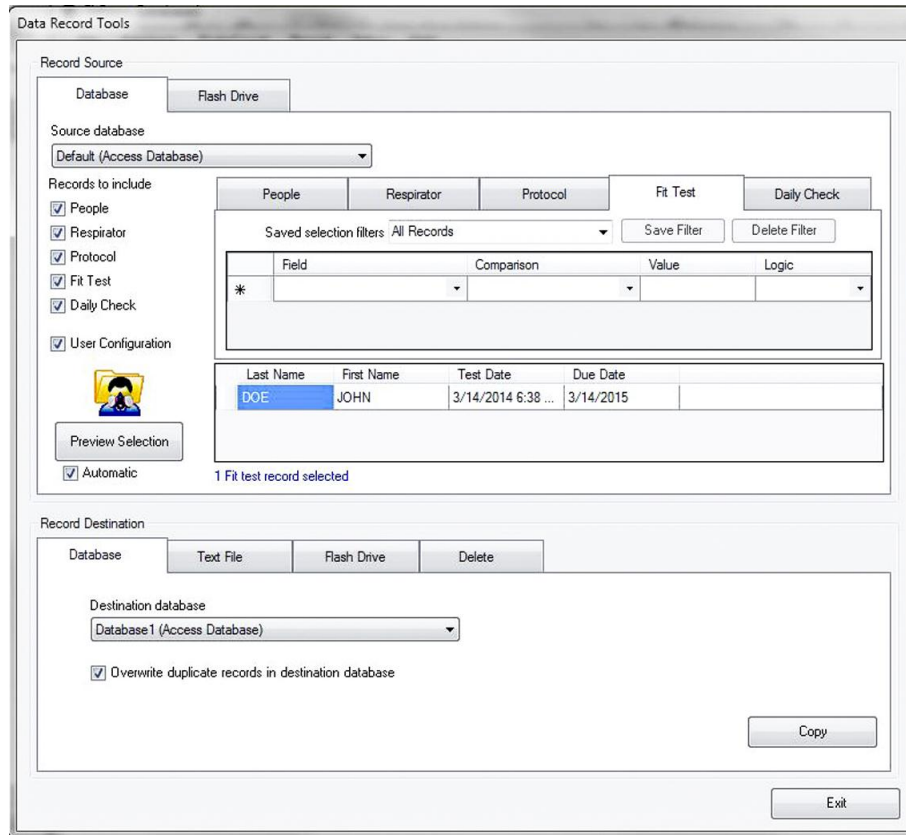 Data Record Tools
Record Source
Database Flash Drive
Source database
Default (Access Database)
Records to include
People
Respirator
Protocol
Fit Test
Daily Check
User Configuration
Preview Selection
Automatic
People Respirator Protocol Fit Test Daily Check
Saved selection filters All Records Save Filter Delete Filter
Field Comparison Value Logic
*
Last Name First Name Test Date Due Date
DOE JOHN 3/14/2014 6:38 ... 3/14/2015
1 Fit test record selected
Record Destination
Database Text File Flash Drive Delete
Destination database
Database1 (Access Database)
Overwrite duplicate records in destination database
Copy
Exit